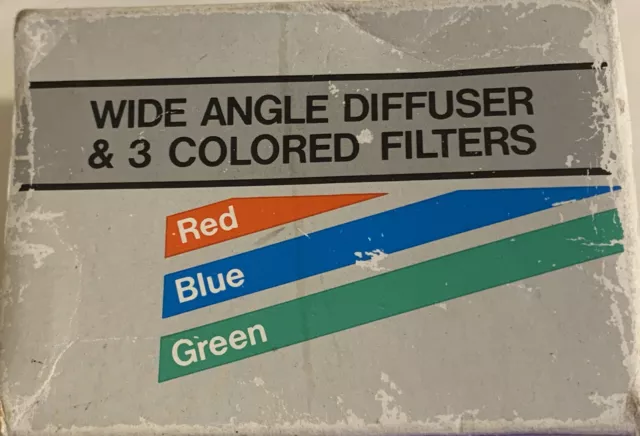 WIDE ANGLE DIFFUSER
& 3 COLORED FILTERS
Red
Blue
Green